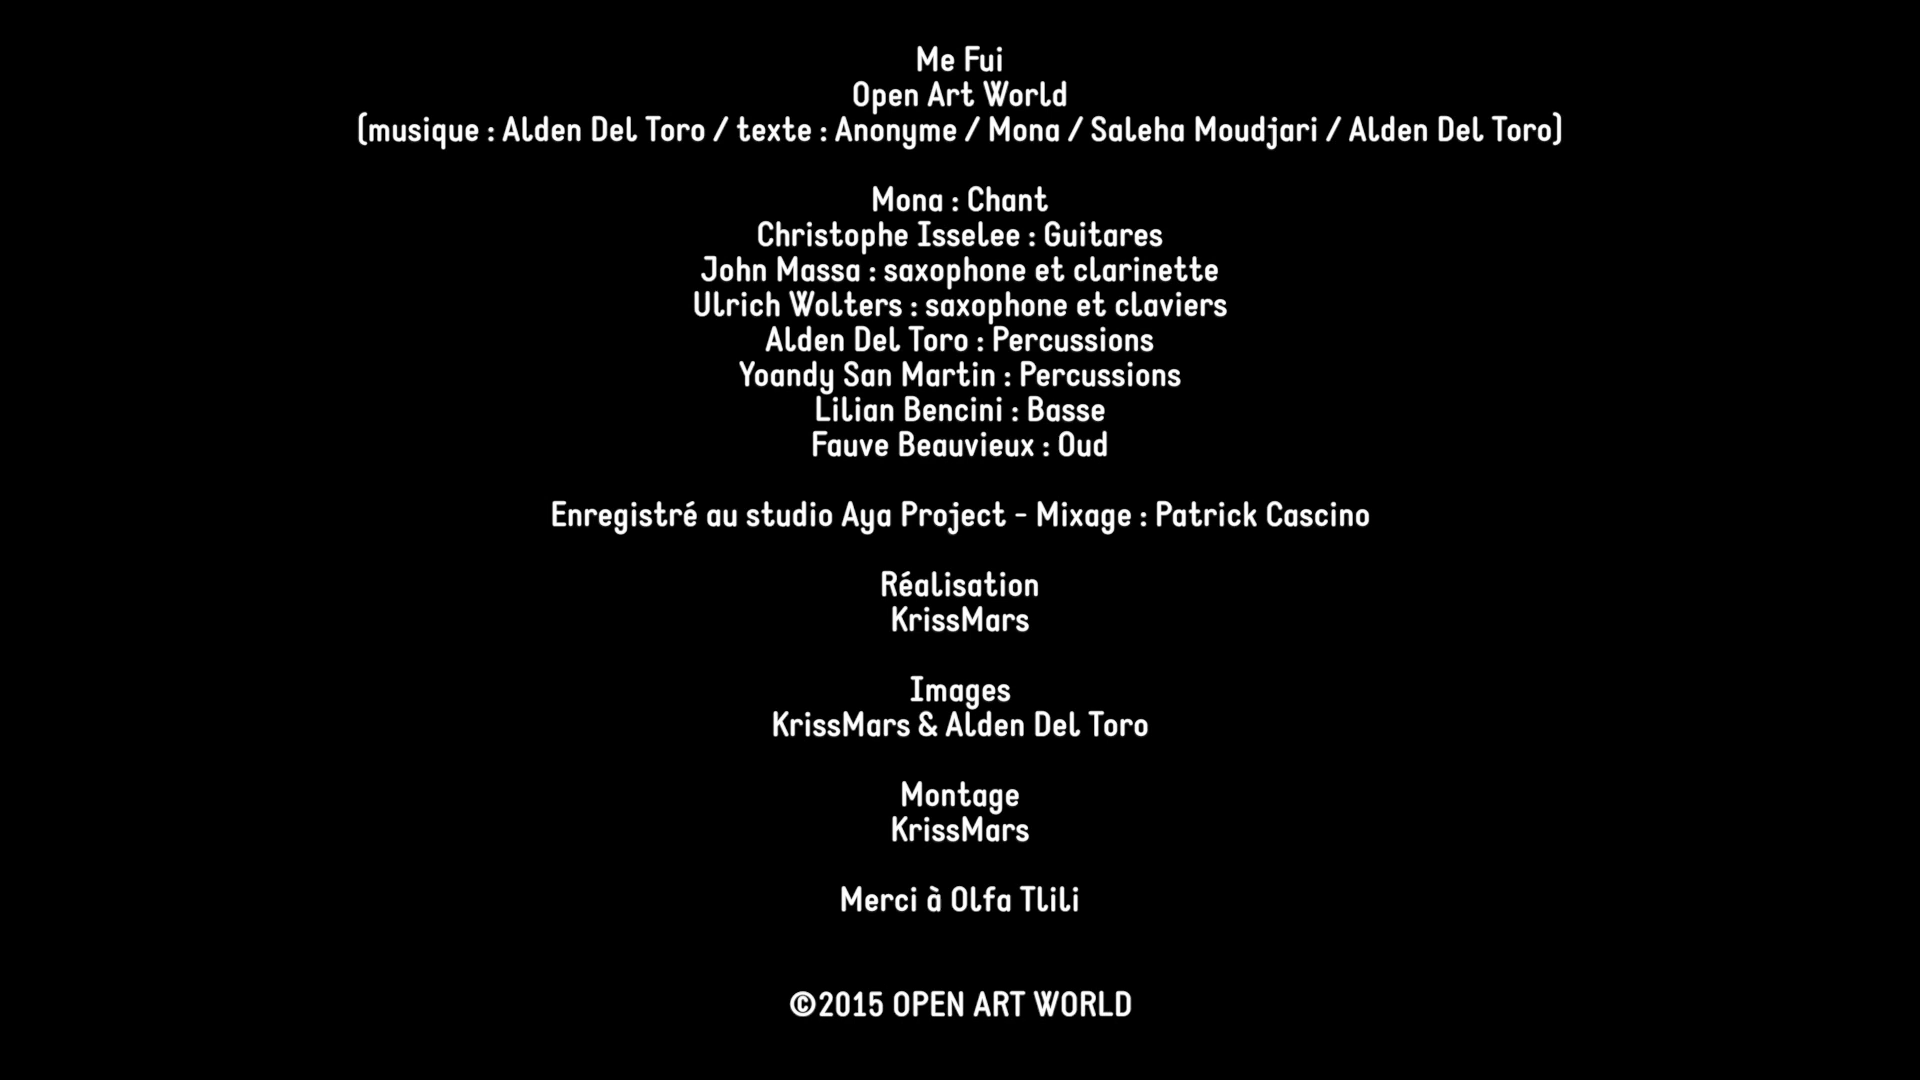 Me Fui
Open Art World
(musique : Alden Del Toro / texte : Anonyme / Mona / Saleha Moudjari / Alden Del Toro)
Mona : Chant
Christophe Isselee : Guitares
John Massa : saxophone et clarinette
Ulrich Wolters : saxophone et claviers
Alden Del Toro : Percussions
Yoandy San Martin : Percussions
Lilian Bencini : Basse
Fauve Beauvieux : Oud
Enregistré au studio Aya Project - Mixage : Patrick Cascino
Réalisation
KrissMars
Images
KrissMars & Alden Del Toro
Montage
KrissMars
Merci à Olfa Tlili
©2015 OPEN ART WORLD